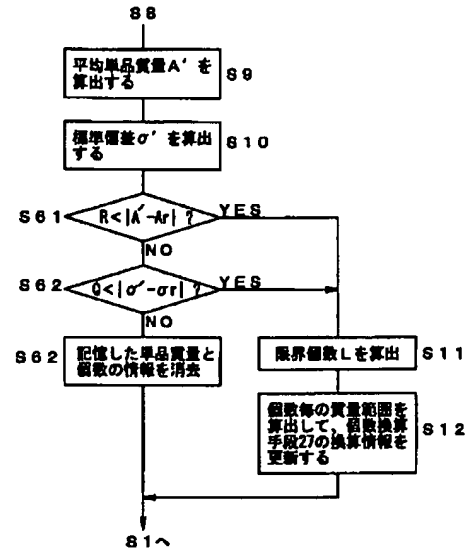 S8
平均単品質量A´を
算出する
S9
標準偏差σ´を算出
する
S10
S61
R<|A´-Ar| ?
YES
NO
S62
Q<|σ´-σr| ?
YES
NO
S62
記憶した単品質量と
個数の情報を消去
限界個数Lを算出
S11
個数毎の質量範囲を
算出して、個数換算
手段27の換算情報を
更新する
S12
S1へ